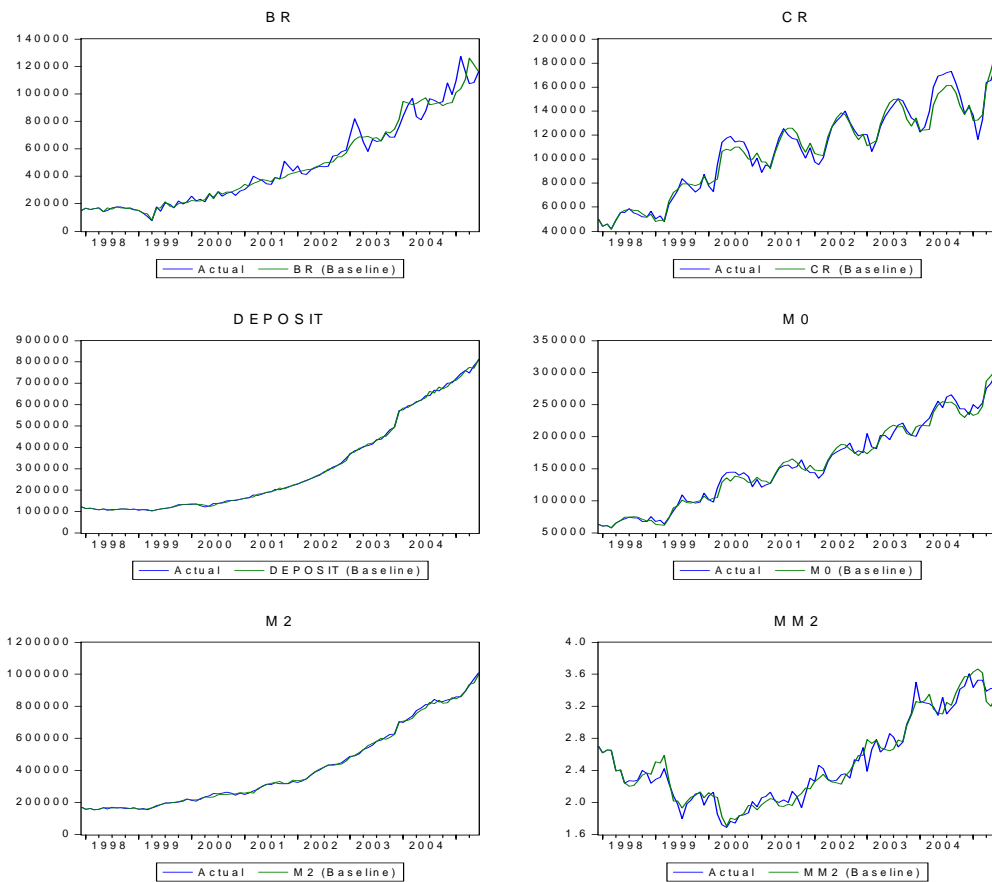 BR
140000
120000
100000
80000
60000
40000
20000
0
1998 1999 2000 2001 2002 2003 2004
Actual BR (Baseline)
CR
200000
180000
160000
140000
120000
100000
80000
60000
40000
1998 1999 2000 2001 2002 2003 2004
Actual CR (Baseline)
DEPOSIT
900000
800000
700000
600000
500000
400000
300000
200000
100000
0
1998 1999 2000 2001 2002 2003 2004
Actual DEPOSIT (Baseline)
M0
350000
300000
250000
200000
150000
100000
50000
1998 1999 2000 2001 2002 2003 2004
Actual M0 (Baseline)
M2
1200000
1000000
800000
600000
400000
200000
0
1998 1999 2000 2001 2002 2003 2004
Actual M2 (Baseline)
MM2
4.0
3.6
3.2
2.8
2.4
2.0
1.6
1998 1999 2000 2001 2002 2003 2004
Actual MM2 (Baseline)